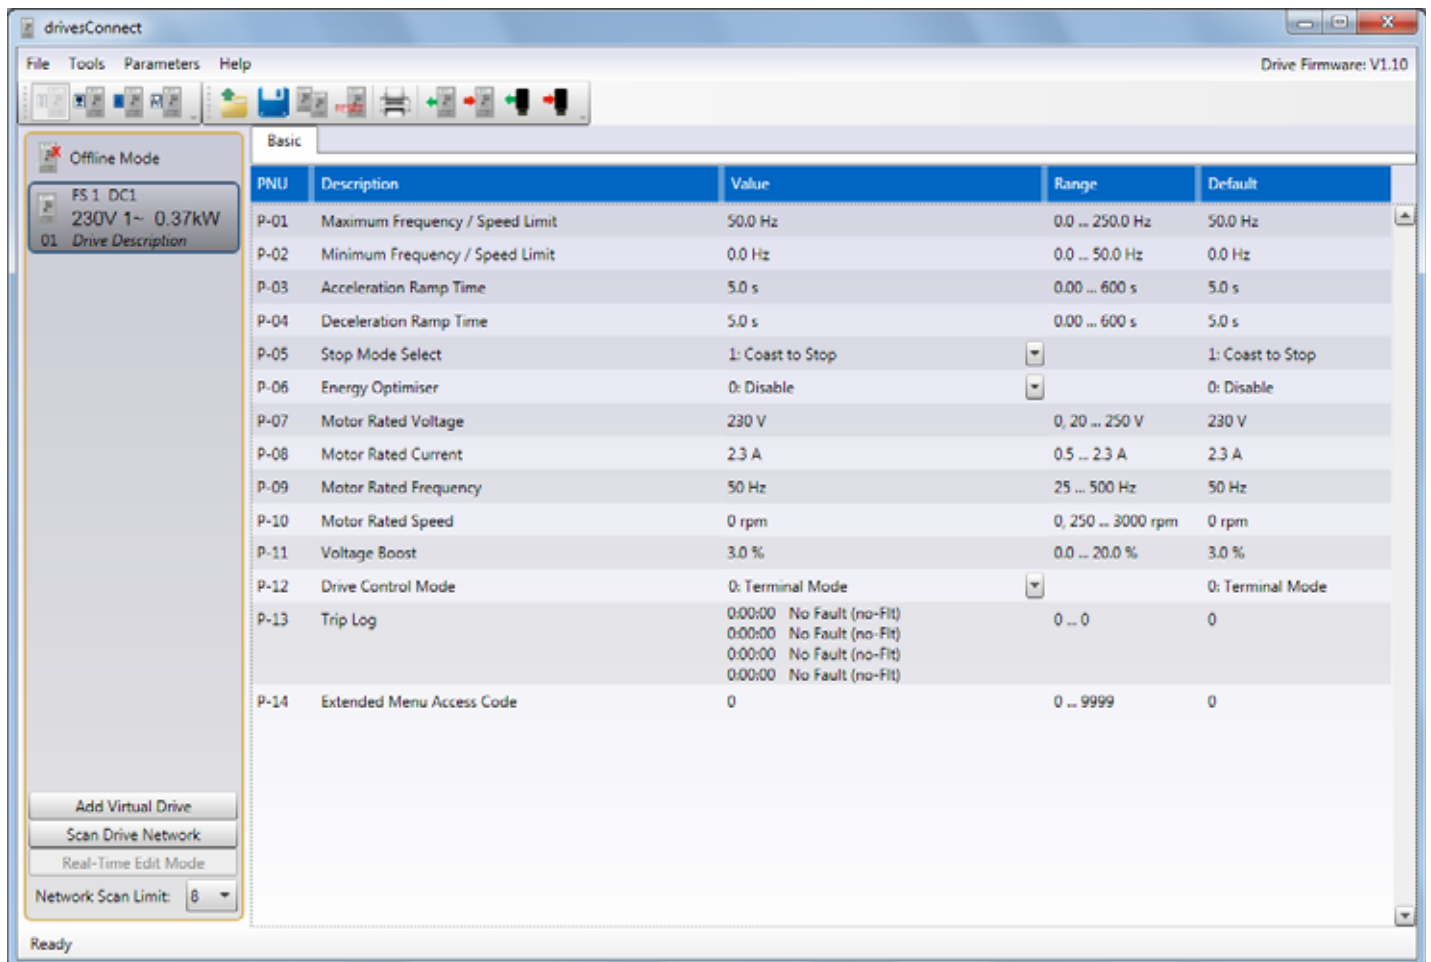 drivesConnect
File Tools Parameters Help Drive Firmware: V1.10
Offline Mode
FS 1 DC1
230V 1~ 0.37kW
01 Drive Description
Basic
PNU Description Value Range Default
P-01 Maximum Frequency / Speed Limit 50.0 Hz 0.0 ... 250.0 Hz 50.0 Hz
P-02 Minimum Frequency / Speed Limit 0.0 Hz 0.0 ... 50.0 Hz 0.0 Hz
P-03 Acceleration Ramp Time 5.0 s 0.00 ... 600 s 5.0 s
P-04 Deceleration Ramp Time 5.0 s 0.00 ... 600 s 5.0 s
P-05 Stop Mode Select 1: Coast to Stop 1: Coast to Stop
P-06 Energy Optimiser 0: Disable 0: Disable
P-07 Motor Rated Voltage 230 V 0, 20 ... 250 V 230 V
P-08 Motor Rated Current 2.3 A 0.5 ... 2.3 A 2.3 A
P-09 Motor Rated Frequency 50 Hz 25 ... 500 Hz 50 Hz
P-10 Motor Rated Speed 0 rpm 0, 250 ... 3000 rpm 0 rpm
P-11 Voltage Boost 3.0 % 0.0 ... 20.0 % 3.0 %
P-12 Drive Control Mode 0: Terminal Mode 0: Terminal Mode
P-13 Trip Log 0:00:00 No Fault (no-Flt) 0 ... 0 0
0:00:00 No Fault (no-Flt)
0:00:00 No Fault (no-Flt)
0:00:00 No Fault (no-Flt)
P-14 Extended Menu Access Code 0 0 ... 9999 0
Add Virtual Drive
Scan Drive Network
Real-Time Edit Mode
Network Scan Limit: 8
Ready